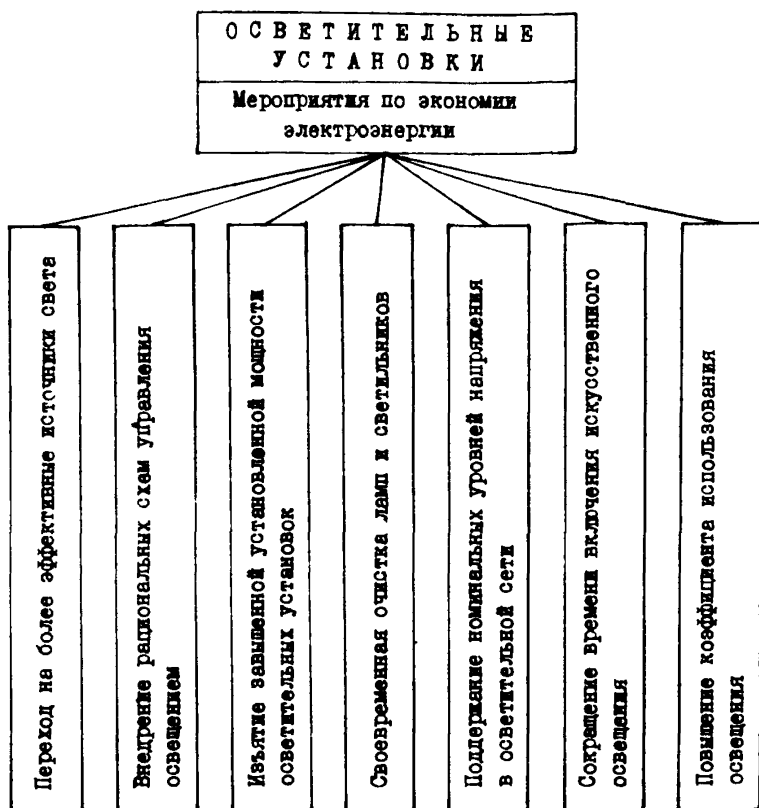 ОСВЕТИТЕЛЬНЫЕ
УСТАНОВКИ
Мероприятия по экономии
электроэнергии
Переход на более эффективные источники света
Внедрение рациональных схем управления
освещением
Изъятие завышенной установленной мощности
осветительных установок
Своевременная очистка ламп и светильников
Поддержание номинальных уровней напряжения
в осветительной сети
Сокращение времени включения искусственного
освещения
Повышение коэффициента использования
освещения